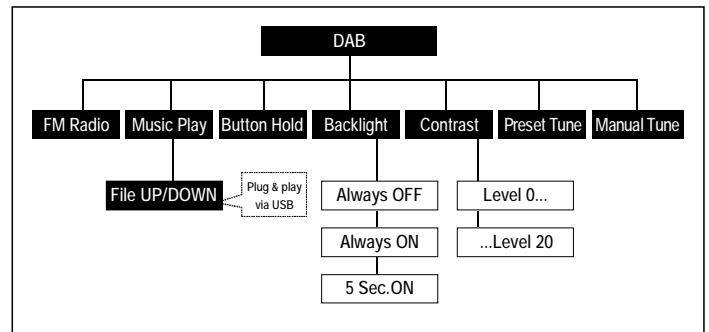 DAB
FM Radio Music Play Button Hold Backlight Contrast Preset Tune Manual Tune
File UP/DOWN
Plug & play
via USB
Always OFF
Always ON
5 Sec.ON
Level 0...
...Level 20